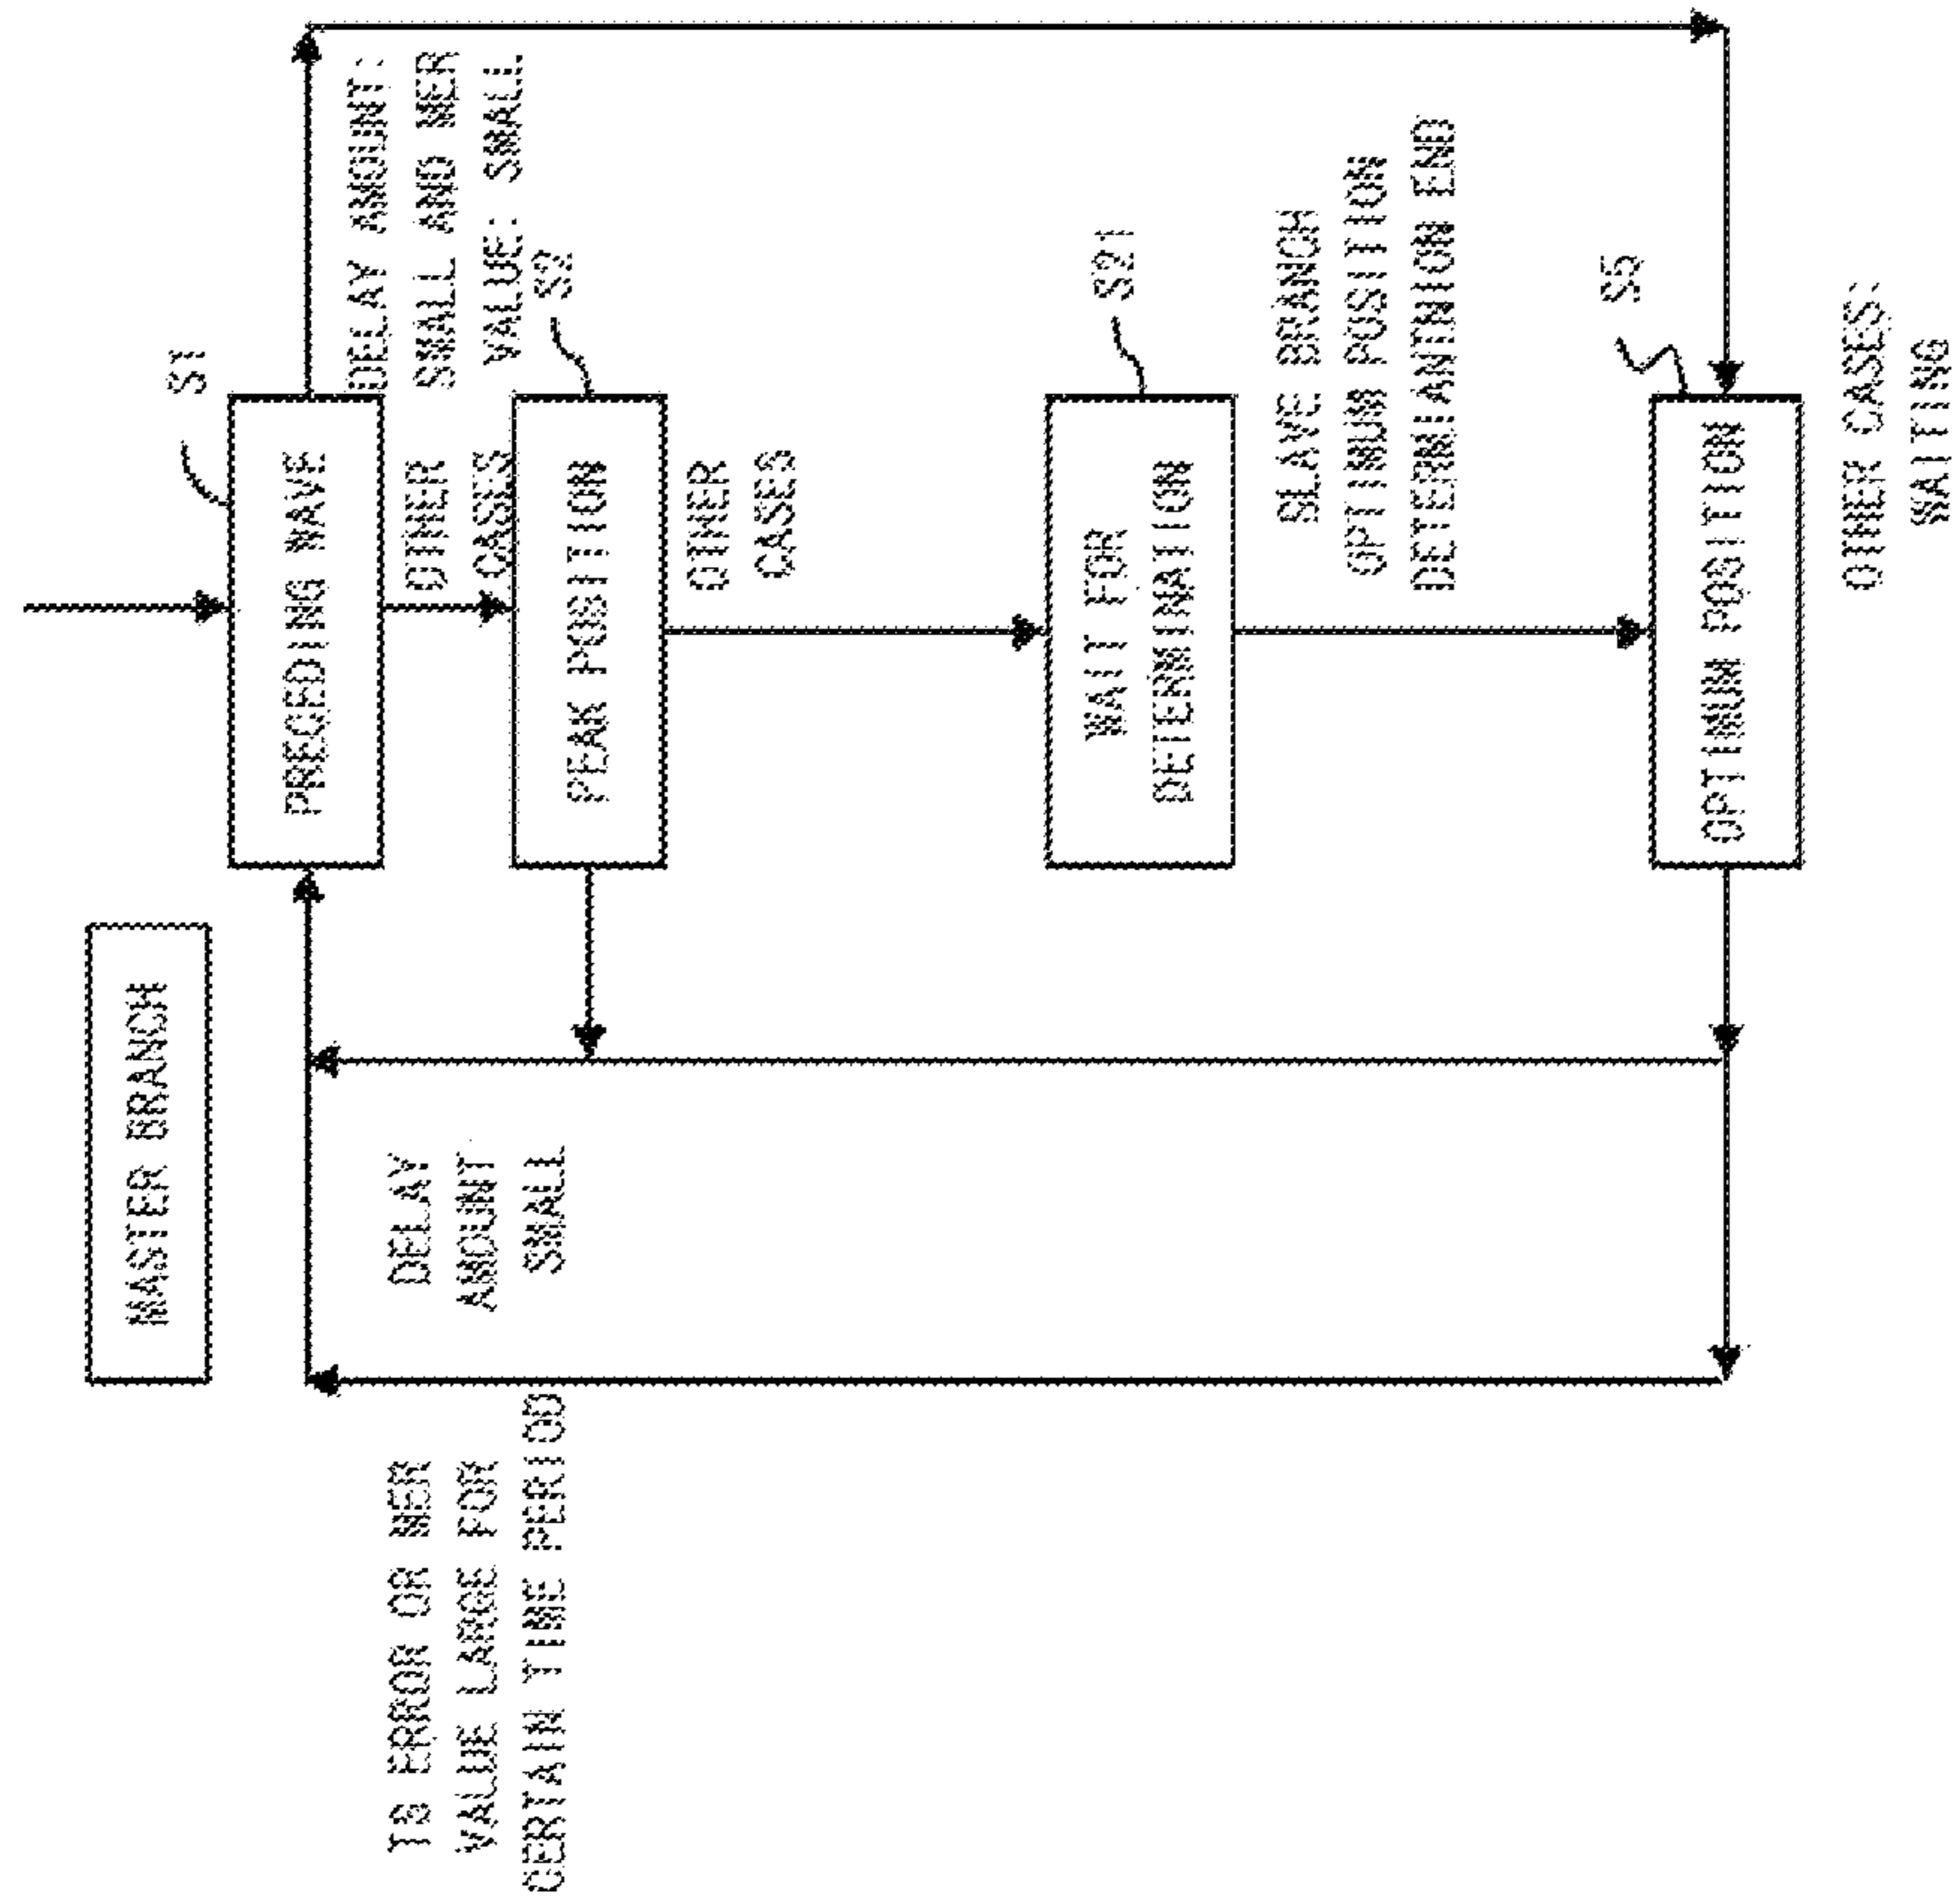 MASTER BRANCH
S1
PRECEDING WAVE
DELAY AMOUNT:
SMALL AND MER
VALUE: SMALL
OTHER
CASES
S2
PEAK POSITION
OTHER
CASES
TS ERROR OR MER
VALUE LARGE FOR
CERTAIN TIME PERIOD
DELAY
AMOUNT
SMALL
S21
WAIT FOR
DETERMINATION
SLAVE BRANCH
OPTIMUM POSITION
DETERMIANTNION END
S5
OPTIMUM POSITION
OTHER CASES:
WAITING